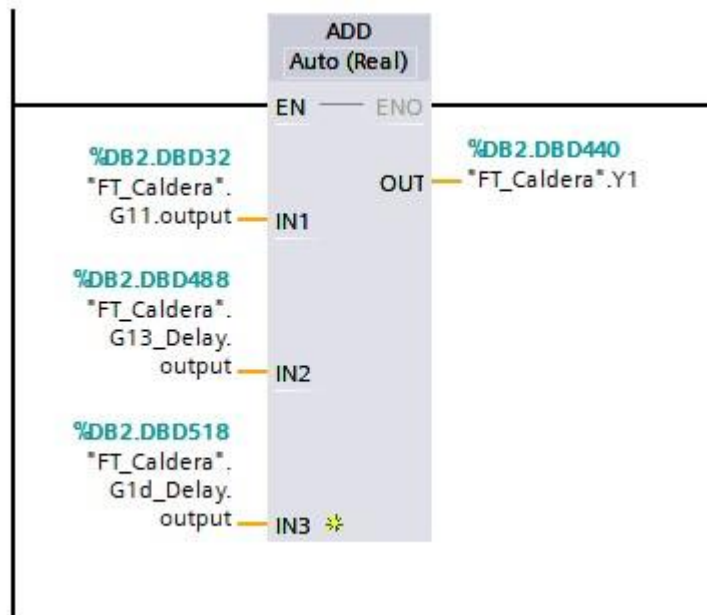 ADD
Auto (Real)
EN
ENO
%DB2.DBD32
"FT_Caldera".
G11.output
IN1
%DB2.DBD440
"FT_Caldera".Y1
OUT
%DB2.DBD488
"FT_Caldera".
G13_Delay.
output
IN2
%DB2.DBD518
"FT_Caldera".
G1d_Delay.
output
IN3